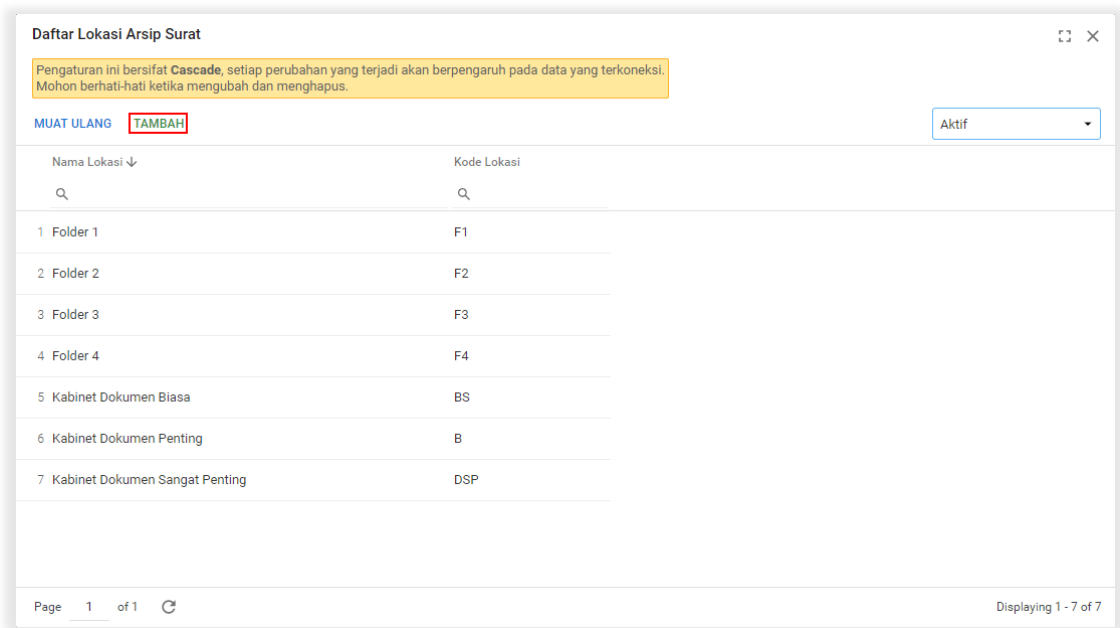 Daftar Lokasi Arsip Surat
Pengaturan ini bersifat Cascade, setiap perubahan yang terjadi akan berpengaruh pada data yang terkoneksi.
Mohon berhati-hati ketika mengubah dan menghapus.
MUAT ULANG TAMBAH Aktif
Nama Lokasi Kode Lokasi
1 Folder 1 F1
2 Folder 2 F2
3 Folder 3 F3
4 Folder 4 F4
5 Kabinet Dokumen Biasa BS
6 Kabinet Dokumen Penting B
7 Kabinet Dokumen Sangat Penting DSP
Page 1 of 1 Displaying 1 - 7 of 7